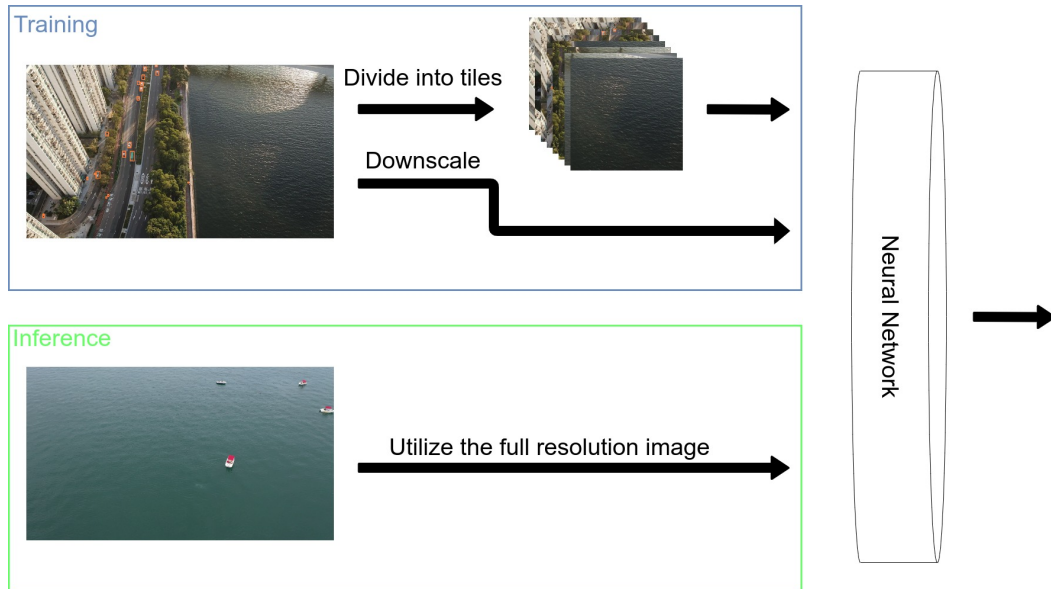 Training
Divide into tiles
Downscale
Neural Network
Inference
Utilize the full resolution image